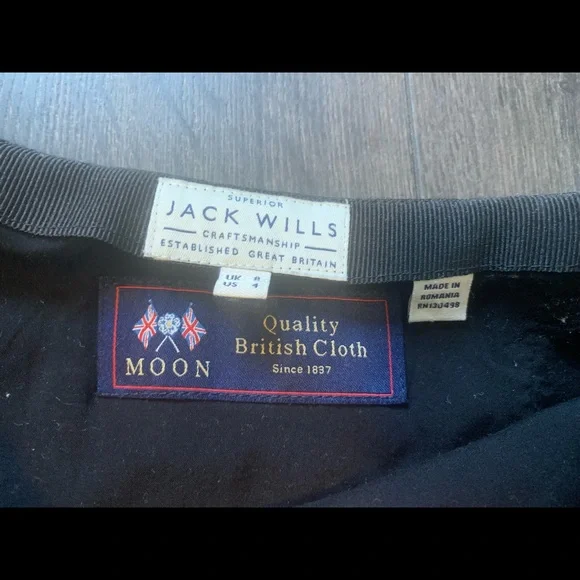 SUPERIOR
JACK WILLS
CRAFTSMANSHIP
ESTABLISHED GREAT BRITAIN
UK 8
US 4
MADE IN
ROMANIA
RN130498
MOON
Quality
British Cloth
Since 1837